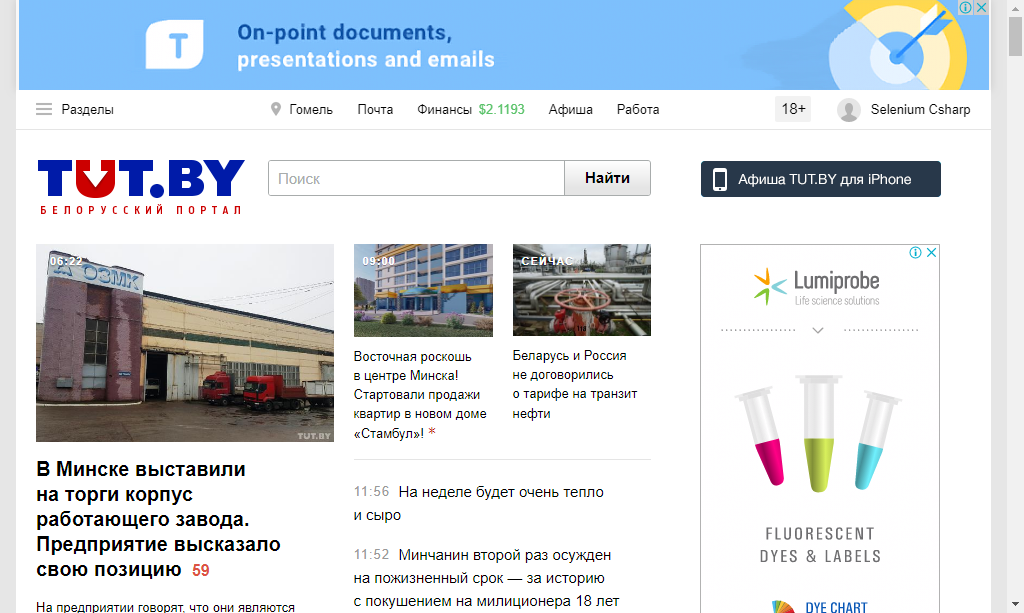 T
On-point documents,
presentations and emails
Разделы
Гомель
Почта
Финансы $2.1193
Афиша
Работа
18+
Selenium Csharp
TUT.BY
БЕЛОРУССКИЙ ПОРТАЛ
Поиск
Найти
Афиша TUT.BY для iPhone
06:22
ОЗМК
TUT.BY
В Минске выставили
на торги корпус
работающего завода.
Предприятие высказало
свою позицию 59
На предприятии говорят, что они являются
09:00
Восточная роскошь
в центре Минска!
Стартовали продажи
квартир в новом доме
«Стамбул»! *
СЕЙЧАС
Беларусь и Россия
не договорились
о тарифе на транзит
нефти
11:56 На неделе будет очень тепло
и сыро
11:52 Минчанин второй раз осужден
на пожизненный срок — за историю
с покушением на милиционера 18 лет
Lumiprobe
Life science solutions
FLUORESCENT
DYES & LABELS
DYE CHART